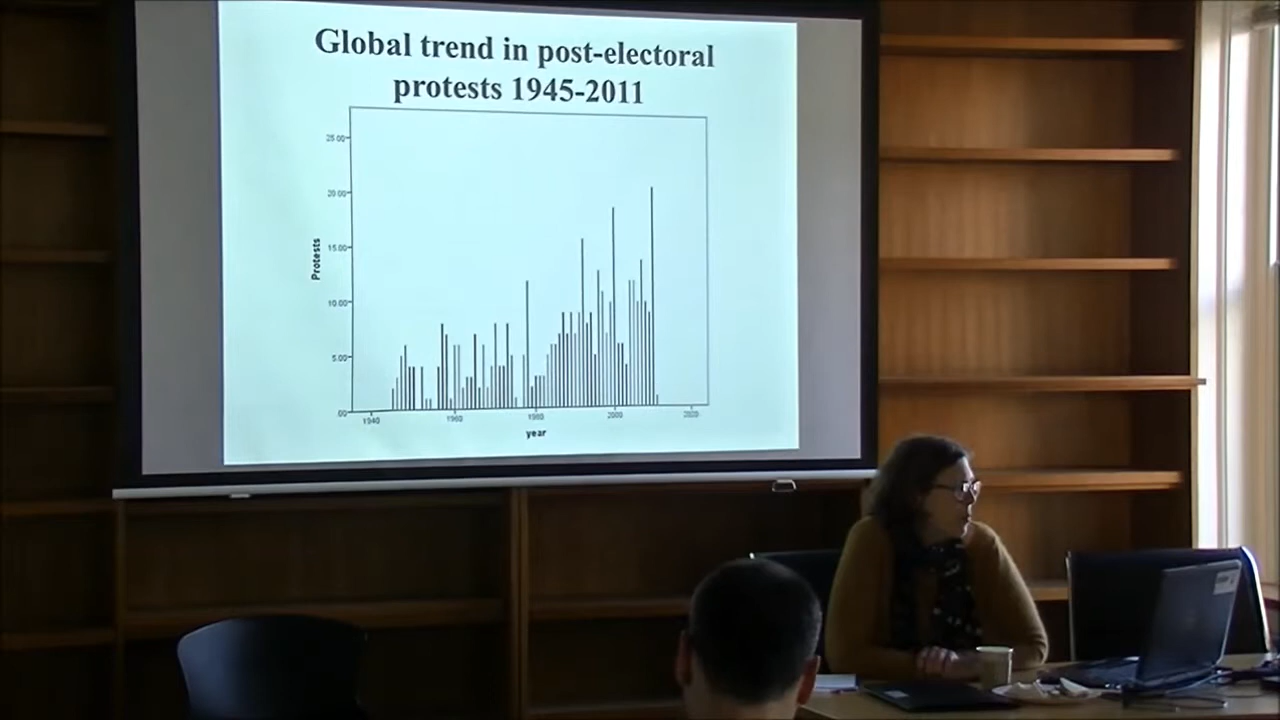 Global trend in post-electoral
protests 1945-2011
25.00
20.00
15.00
10.00
5.00
.00
Protests
1940
1960
1980
2000
2020
year